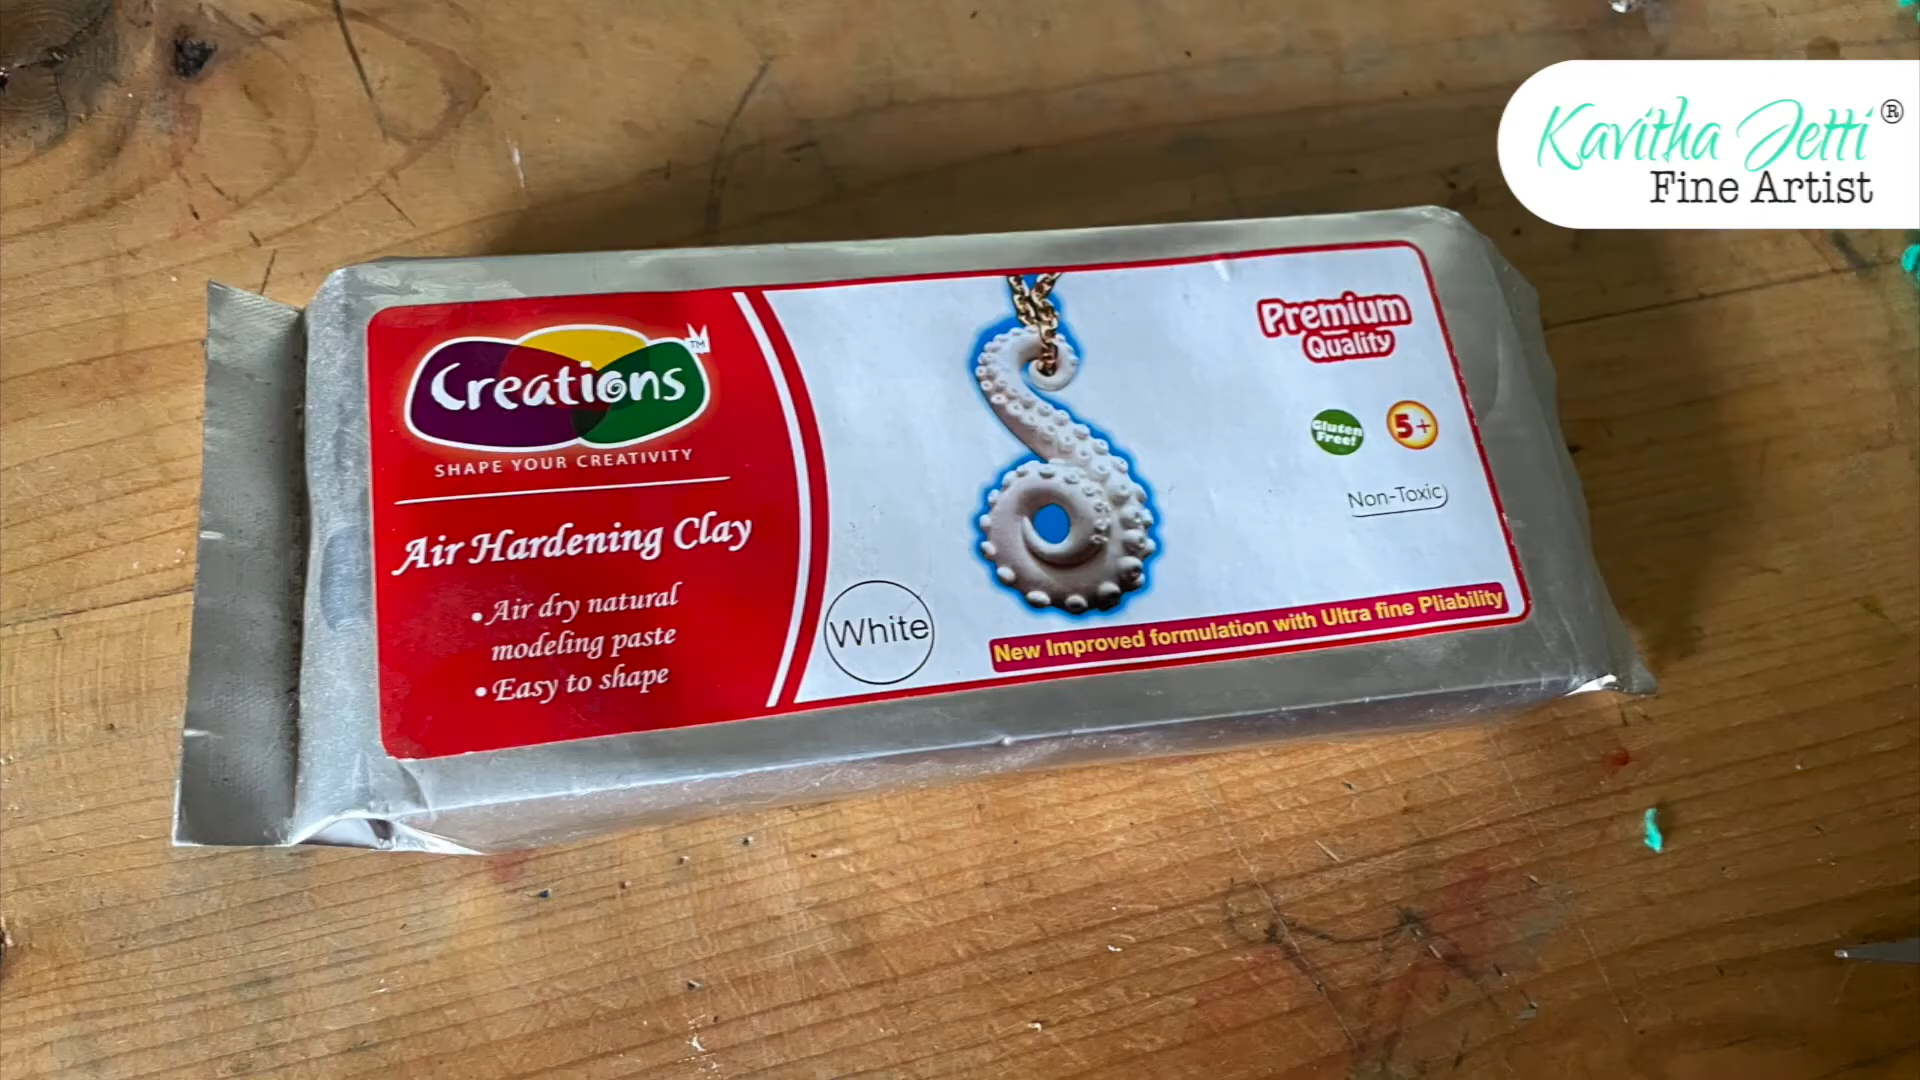 Kavitha Jetti®
Fine Artist
Creations™
SHAPE YOUR CREATIVITY
Air Hardening Clay
• Air dry natural
modeling paste
• Easy to shape
White
Premium
Quality
Gluten
Free!
5+
Non-Toxic
New Improved formulation with Ultra fine Pliability